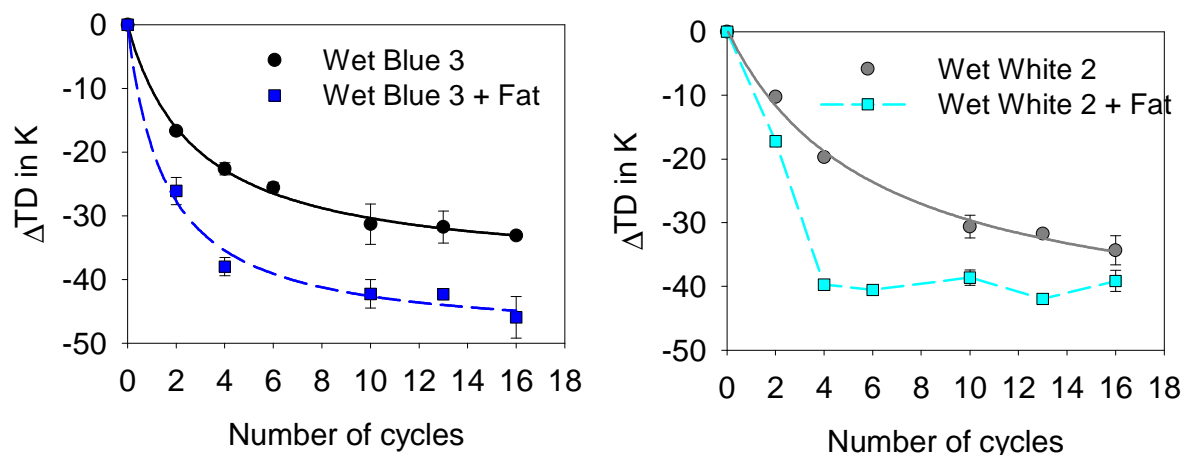 0
-10
-20
-30
-40
-50
ΔTD in K
Wet Blue 3
Wet Blue 3 + Fat
0 2 4 6 8 10 12 14 16 18
Number of cycles
0
-10
-20
-30
-40
-50
ΔTD in K
Wet White 2
Wet White 2 + Fat
0 2 4 6 8 10 12 14 16 18
Number of cycles